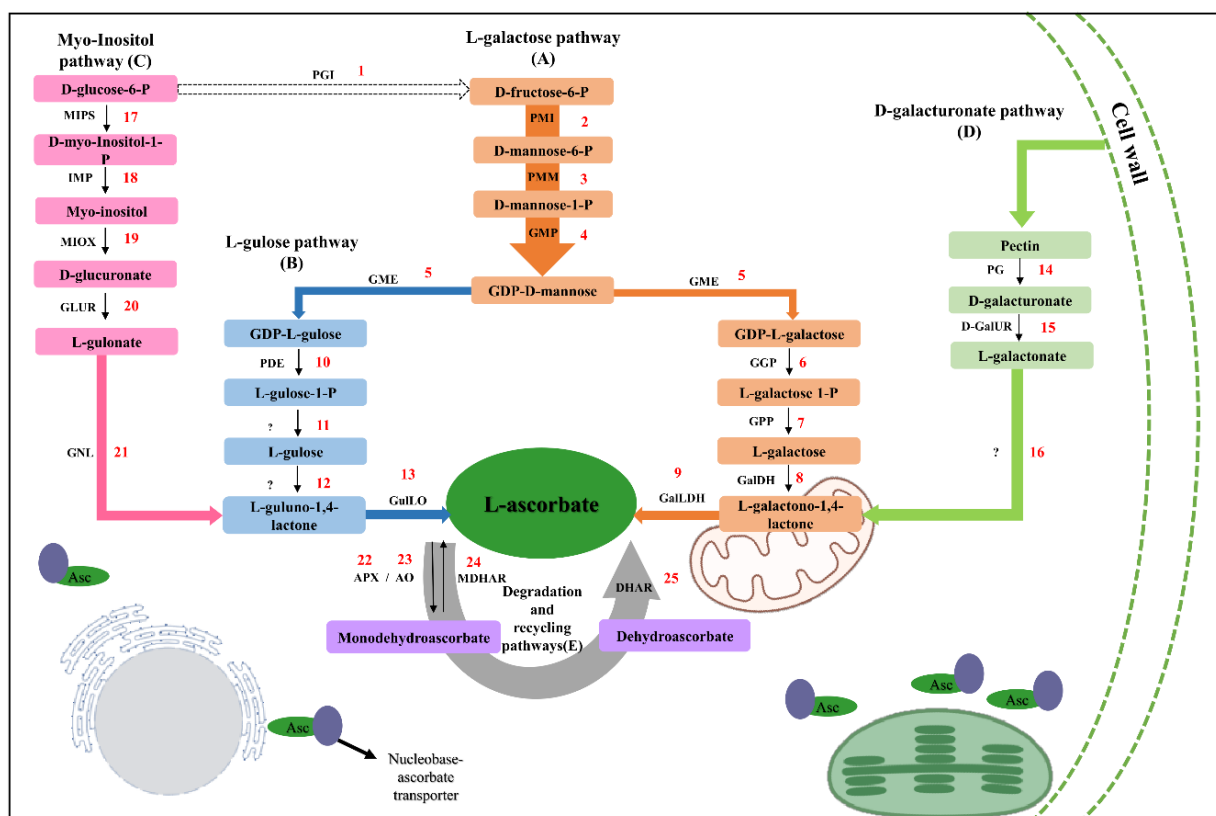 Myo-Inositol
pathway (C)
D-glucose-6-P
MIPS 17
D-myo-Inositol-1-
P
IMP 18
Myo-inositol
MIOX 19
D-glucuronate
GLUR 20
L-gulonate
GNL 21
PGI 1
L-galactose pathway
(A)
D-fructose-6-P
PMI 2
D-mannose-6-P
PMM 3
D-mannose-1-P
GMP 4
GDP-D-mannose
L-gulose pathway
(B)
GME 5
GDP-L-gulose
PDE 10
L-gulose-1-P
? 11
L-gulose
? 12
L-guluno-1,4-
lactone
13
GulLO
GME 5
GDP-L-galactose
GGP 6
L-galactose 1-P
GPP 7
L-galactose
GalDH 8
L-galactono-1,4-
lactone
9
GalLDH
D-galacturonate pathway
(D)
Cell wall
Pectin
PG 14
D-galacturonate
D-GalUR 15
L-galactonate
? 16
L-ascorbate
22 23 24
APX / AO MDHAR
25
DHAR
Degradation
and
recycling
pathways(E)
Monodehydroascorbate
Dehydroascorbate
Asc
Asc
Nucleobase-
ascorbate
transporter
Asc
Asc
Asc